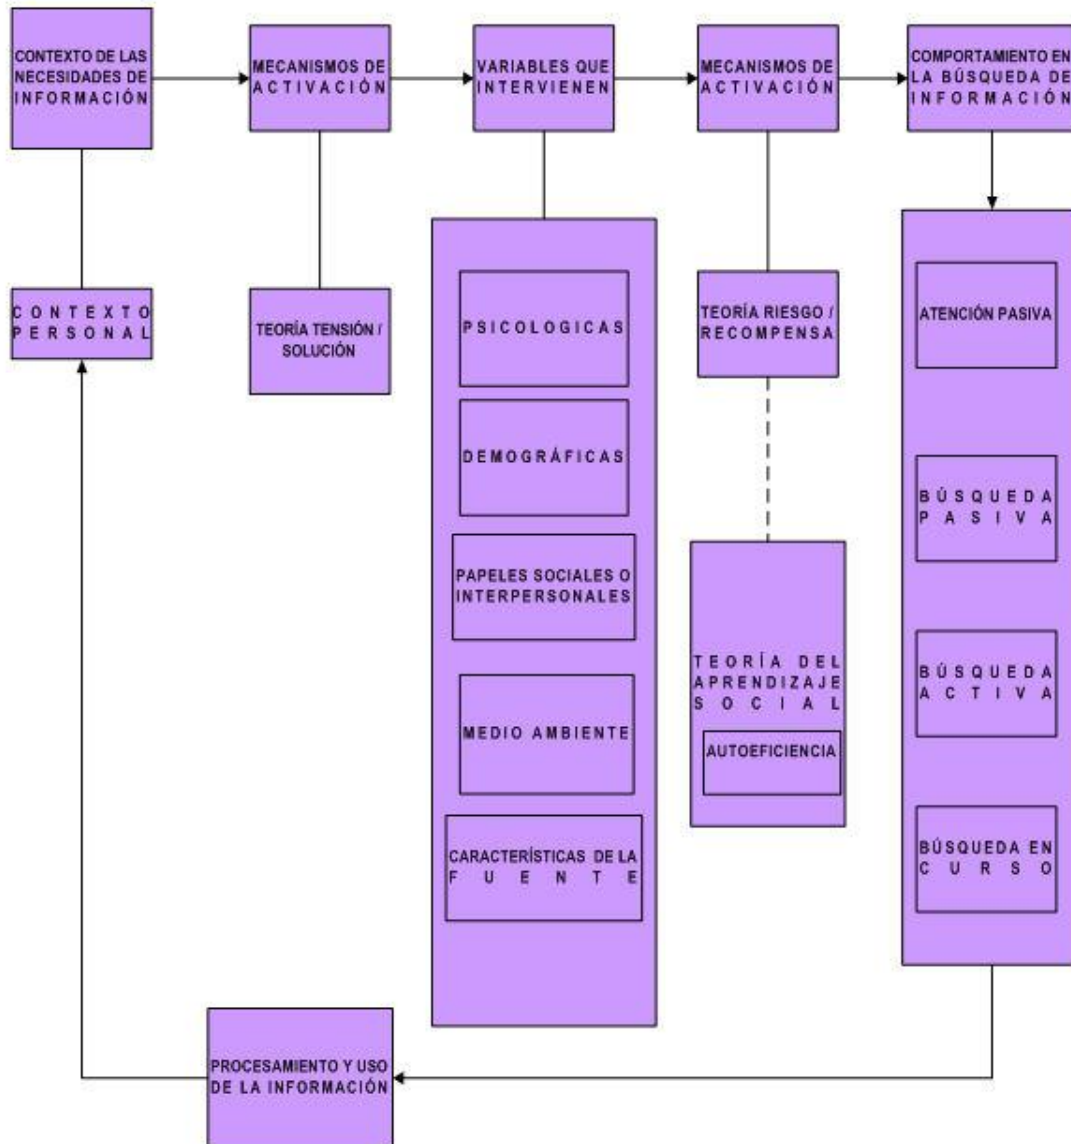 CONTEXTO DE LAS
NECESIDADES DE
INFORMACIÓN
MECANISMOS DE
ACTIVACIÓN
VARIABLES QUE
INTERVIENEN
MECANISMOS DE
ACTIVACIÓN
COMPORTAMIENTO EN
LA BÚSQUEDA DE
INFORMACIÓN
CONTEXTO
PERSONAL
TEORÍA TENSIÓN /
SOLUCIÓN
PSICOLOGICAS
DEMOGRÁFICAS
PAPELES SOCIALES O
INTERPERSONALES
MEDIO AMBIENTE
CARACTERÍSTICAS DE LA
FUENTE
TEORÍA RIESGO /
RECOMPENSA
TEORÍA DEL
APRENDIZAJE
SOCIAL
AUTOEFICIENCIA
ATENCIÓN PASIVA
BÚSQUEDA
PASIVA
BÚSQUEDA
ACTIVA
BÚSQUEDA EN
CURSO
PROCESAMIENTO Y USO
DE LA INFORMACIÓN